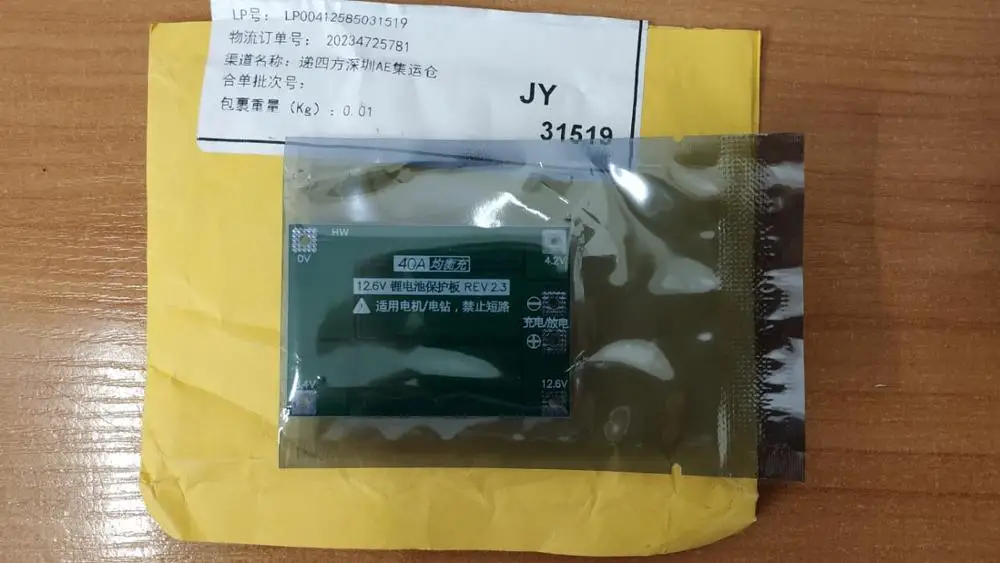 LP号: LP00412585031519
物流订单号: 20234725781
渠道名称: 递四方深圳AE集运仓
合单批次号:
包裹重量 (Kg) : 0.01
JY
31519
HW
0V
4.2V
40A 均衡充
12.6V 锂电池保护板 REV 2.3
适用电机/电钻，禁止短路
充电/放电
12.6V